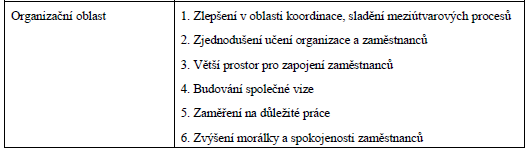 Organizační oblast
1. Zlepšení v oblasti koordinace, sladění meziútvarových procesů
2. Zjednodušení učení organizace a zaměstnanců
3. Větší prostor pro zapojení zaměstnanců
4. Budování společné vize
5. Zaměření na důležité práce
6. Zvýšení morálky a spokojenosti zaměstnanců